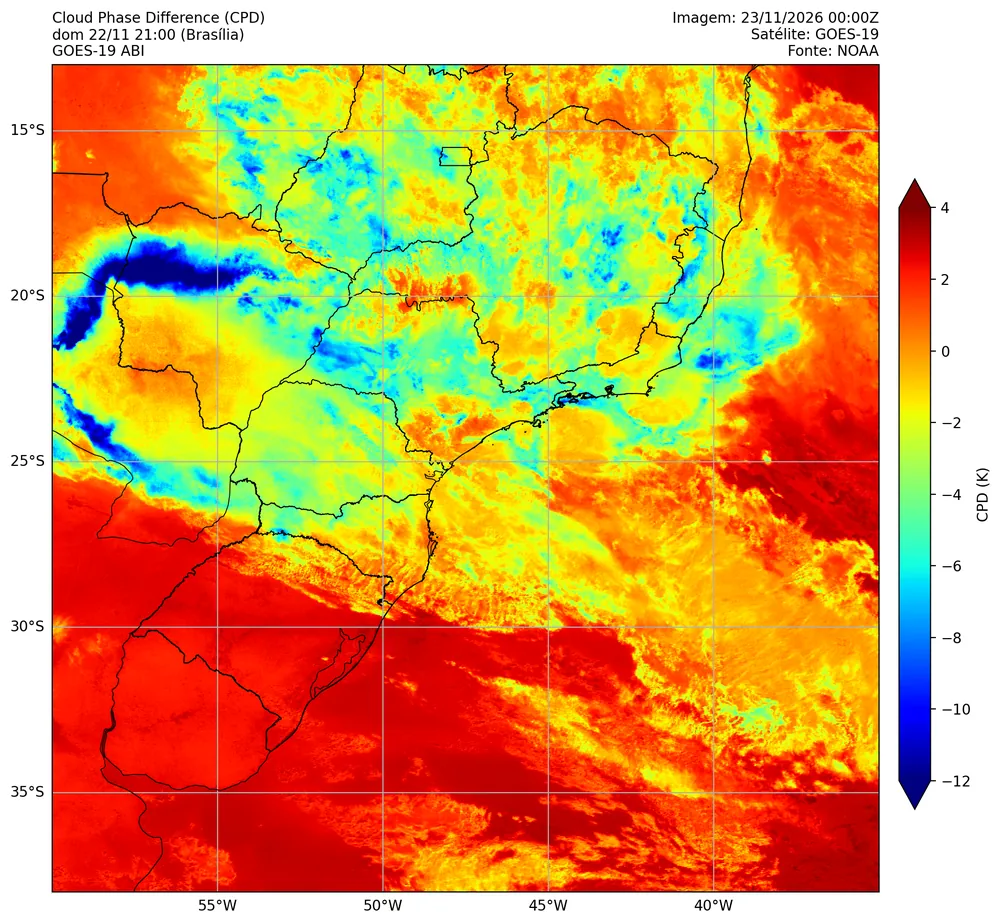 Cloud Phase Difference (CPD)
dom 22/11 21:00 (Brasília)
GOES-19 ABI
Imagem: 23/11/2026 00:00Z
Satélite: GOES-19
Fonte: NOAA
15°S
20°S
25°S
30°S
35°S
55°W
50°W
45°W
40°W
4
2
0
−2
−4
−6
−8
−10
−12
CPD (K)